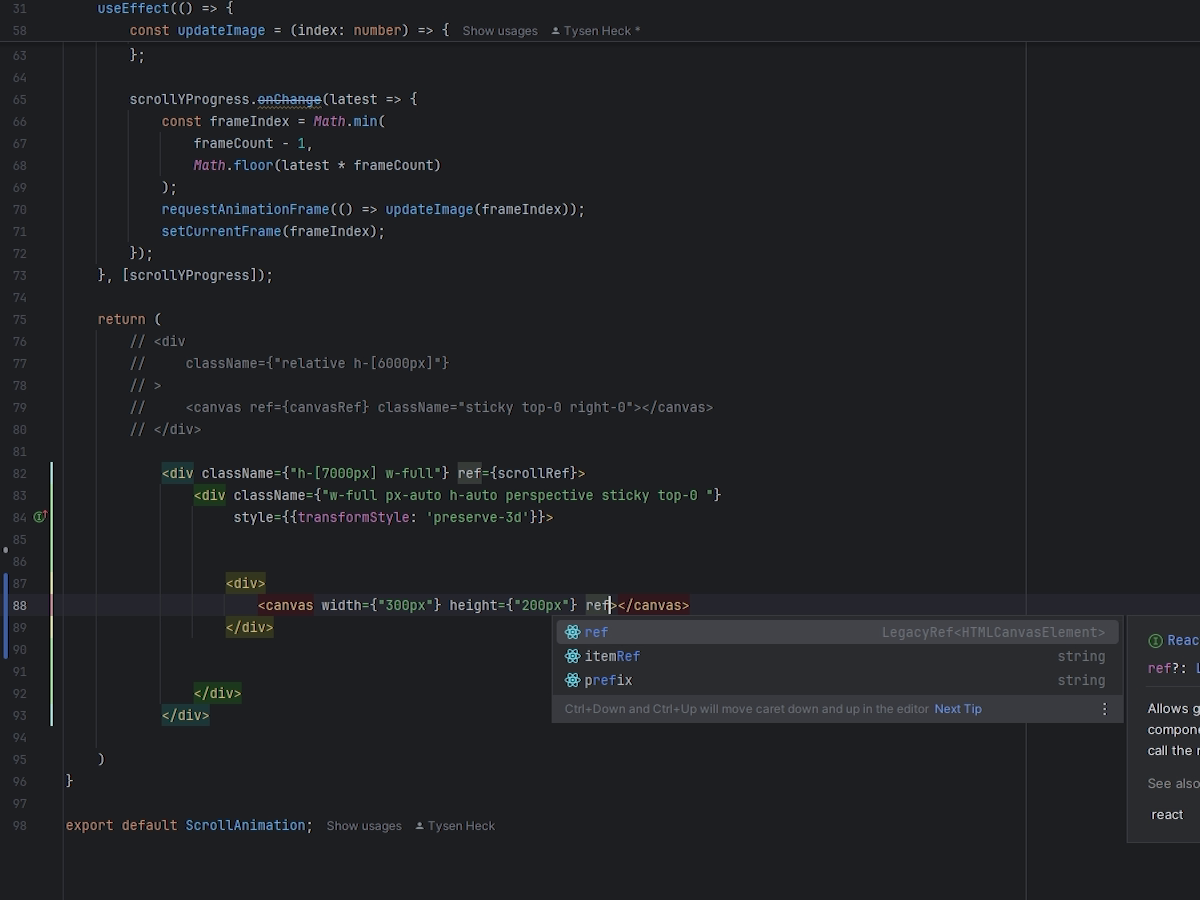 31 useEffect(() => {
58 const updateImage = (index: number) => { Show usages Tysen Heck *
63 };
64
65 scrollYProgress.onChange(latest => {
66 const frameIndex = Math.min(
67 frameCount - 1,
68 Math.floor(latest * frameCount)
69 );
70 requestAnimationFrame(() => updateImage(frameIndex));
71 setCurrentFrame(frameIndex);
72 });
73 }, [scrollYProgress]);
74
75 return (
76 // <div
77 // className={"relative h-[6000px]"}
78 // >
79 // <canvas ref={canvasRef} className="sticky top-0 right-0"></canvas>
80 // </div>
81
82 <div className={"h-[7000px] w-full"} ref={scrollRef}>
83 <div className={"w-full px-auto h-auto perspective sticky top-0 "}
84 style={{transformStyle: 'preserve-3d'}}>
85
86
87 <div>
88 <canvas width={"300px"} height={"200px"} ref></canvas>
89 </div>
90
91
92 </div>
93 </div>
94
95 )
96 }
97
98 export default ScrollAnimation; Show usages Tysen Heck
ref LegacyRef<HTMLCanvasElement>
itemRef string
prefix string
Ctrl+Down and Ctrl+Up will move caret down and up in the editor Next Tip
Reac
ref?: L
Allows g
compone
call the r
See also
react